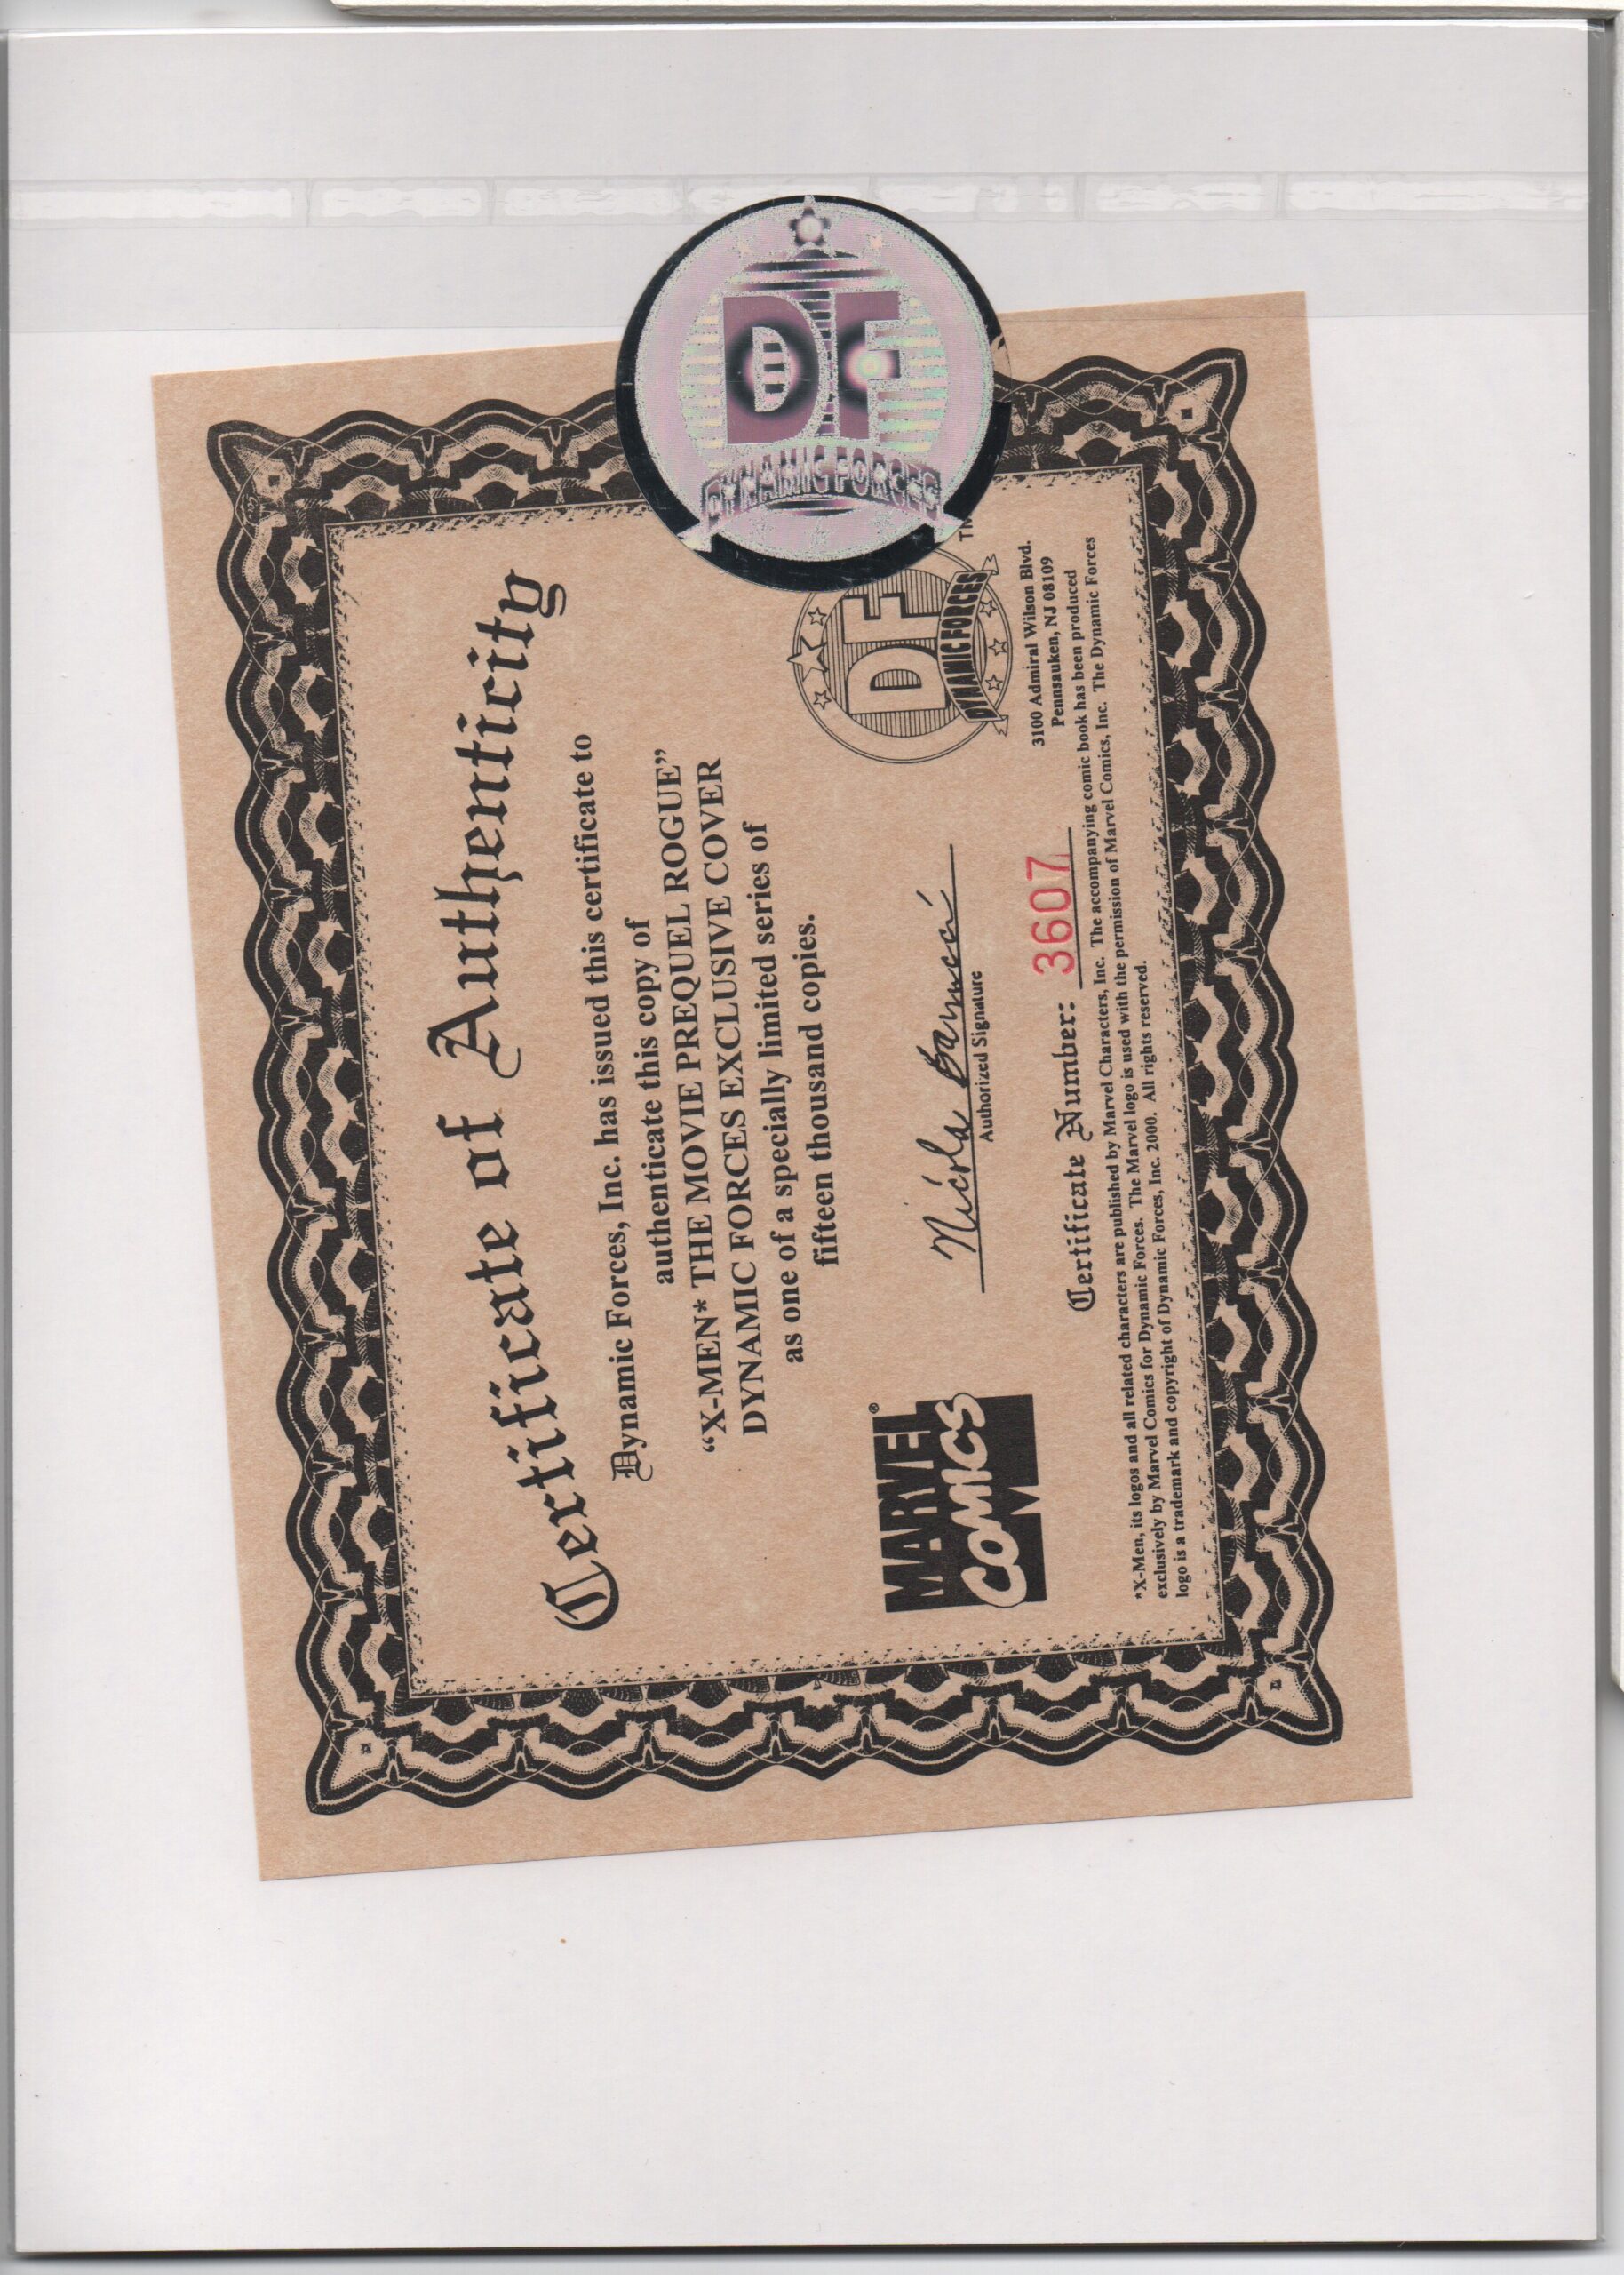 DF
DYNAMIC FORCES
Certificate of Authenticity
Dynamic Forces, Inc. has issued this certificate to
authenticate this copy of
“X-MEN* THE MOVIE PREQUEL ROGUE”
DYNAMIC FORCES EXCLUSIVE COVER
as one of a specially limited series of
fifteen thousand copies.
MARVEL®
COMICS
Nicola
Authorized Signature
Certificate Number: 3607
DF
DYNAMIC FORCES
TM
3100 Admiral Wilson Blvd.
Pennsauken, NJ 08109
*X-Men, its logos and all related characters are published by Marvel Characters, Inc. The accompanying comic book has been produced
exclusively by Marvel Comics for Dynamic Forces. The Marvel logo is used with the permission of Marvel Comics, Inc. The Dynamic Forces
logo is a trademark and copyright of Dynamic Forces, Inc. 2000. All rights reserved.